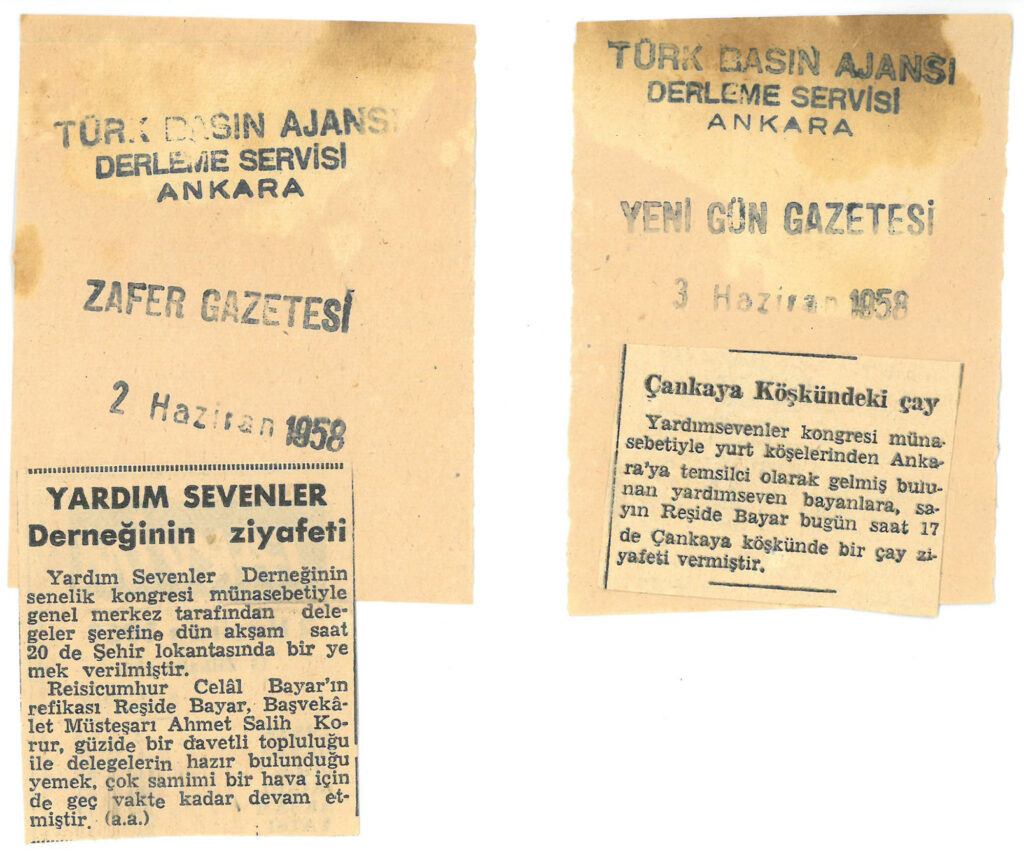 TÜRK BASIN AJANSI
DERLEME SERVİSİ
ANKARA
ZAFER GAZETESİ
2 Haziran 1958
YARDIM SEVENLER
Derneğinin ziyafeti
Yardım Sevenler Derneğinin
senelik kongresi münasebetiyle
genel merkez tarafından dele-
geler şerefine dün akşam saat
20 de Şehir lokantasında bir ye
mek verilmiştir.
Reisicumhur Celâl Bayar'ın
refikası Reşide Bayar, Başvekâ-
let Müsteşarı Ahmet Salih Ko-
rur, güzide bir davetli topluluğu
ile delegelerin hazır bulunduğu
yemek, çok samimi bir hava için
de geç vakte kadar devam et-
miştir. (a.a.)
TÜRK BASIN AJANSI
DERLEME SERVİSİ
ANKARA
YENİ GÜN GAZETESİ
3 Haziran 1958
Çankaya Köşkündeki çay
Yardımsevenler kongresi müna-
sebetiyle yurt köşelerinden Anka-
ra'ya temsilci olarak gelmiş bulu-
nan yardımseven bayanlara, sa-
yın Reşide Bayar bugün saat 17
de Çankaya köşkünde bir çay zi-
yafeti vermiştir.